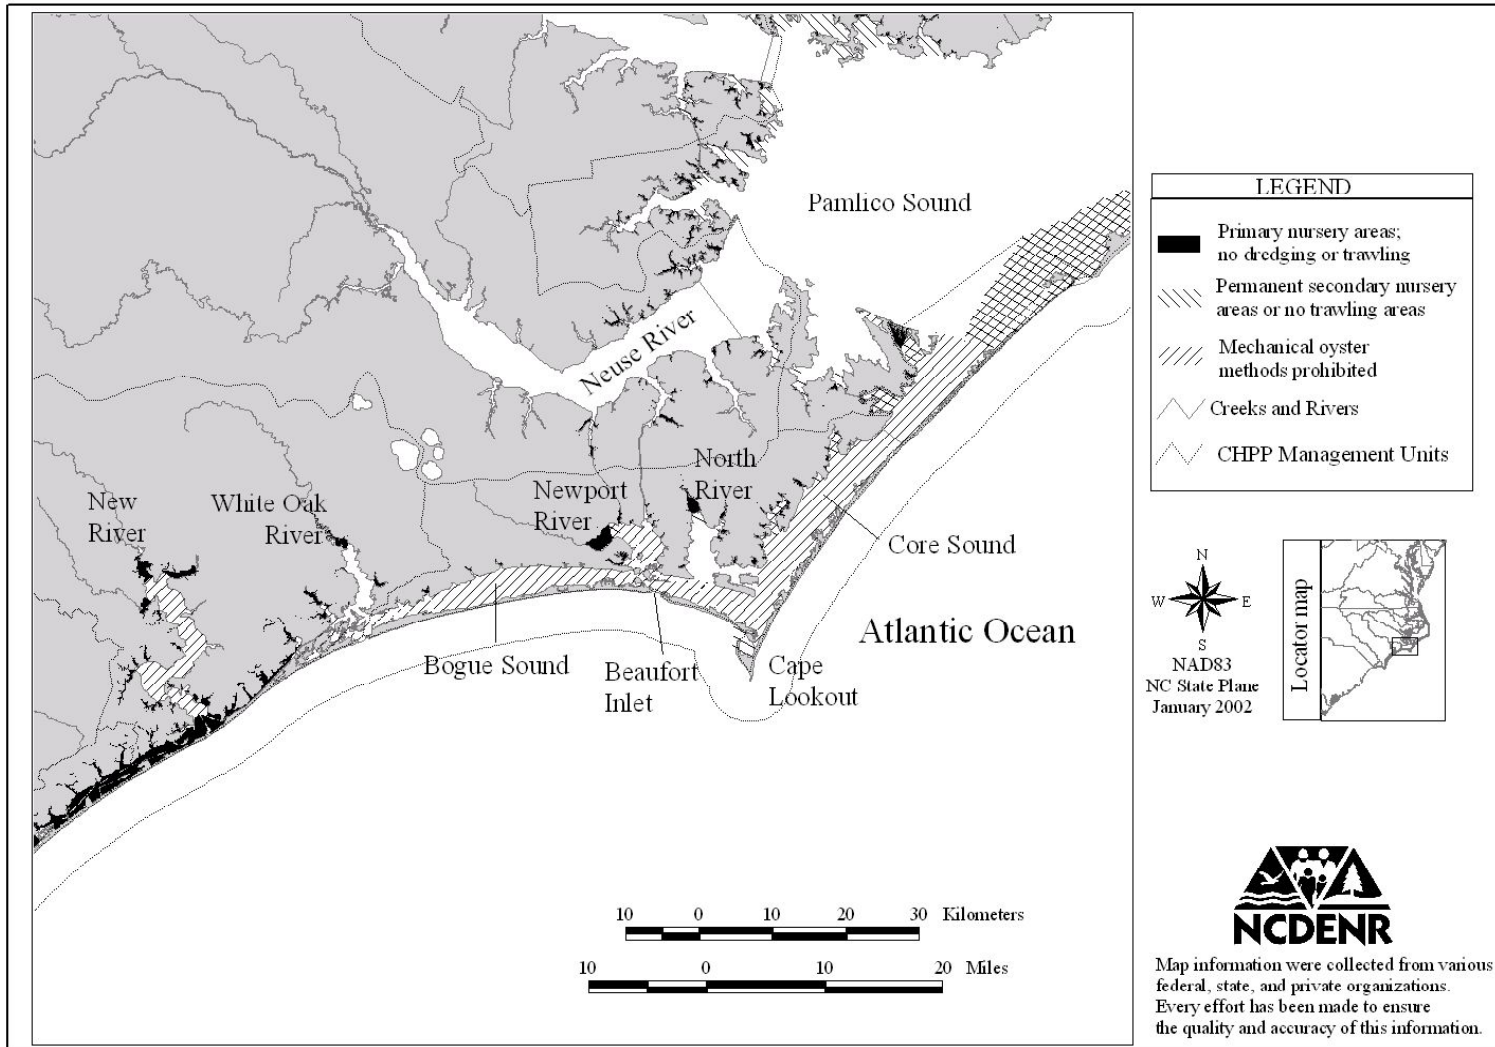 Pamlico Sound
Neuse River
North
River
Newport
River
White Oak
River
New
River
Core Sound
Atlantic Ocean
Bogue Sound
Beaufort
Inlet
Cape
Lookout
10 0 10 20 30 Kilometers
10 0 10 20 Miles
LEGEND
Primary nursery areas;
no dredging or trawling
Permanent secondary nursery
areas or no trawling areas
Mechanical oyster
methods prohibited
Creeks and Rivers
CHPP Management Units
N
W E
S
NAD83
NC State Plane
January 2002
Locator map
NCDENR
Map information were collected from various
federal, state, and private organizations.
Every effort has been made to ensure
the quality and accuracy of this information.